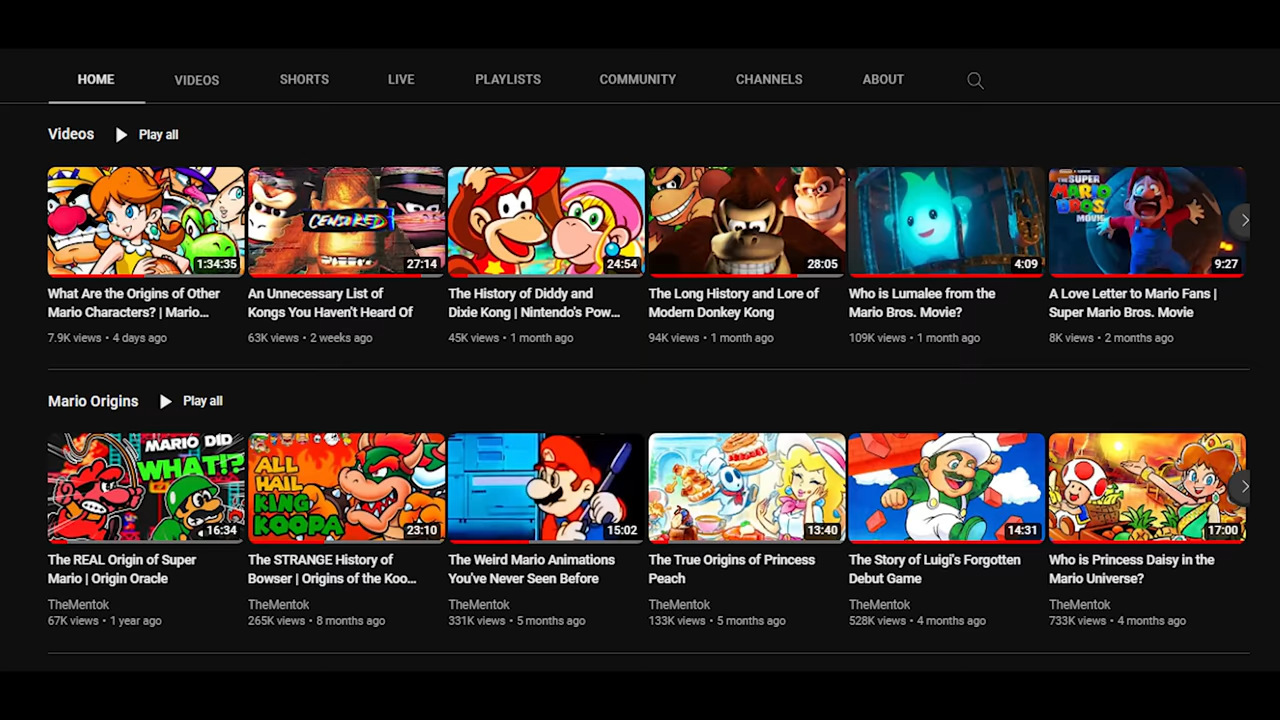 HOME VIDEOS SHORTS LIVE PLAYLISTS COMMUNITY CHANNELS ABOUT
Videos Play all
CENSORED
THE SUPER
MARIO
BROS.
MOVIE
1:34:35 27:14 24:54 28:05 4:09 9:27
What Are the Origins of Other
Mario Characters? | Mario...
7.9K views • 4 days ago
An Unnecessary List of
Kongs You Haven't Heard Of
63K views • 2 weeks ago
The History of Diddy and
Dixie Kong | Nintendo's Pow...
45K views • 1 month ago
The Long History and Lore of
Modern Donkey Kong
94K views • 1 month ago
Who is Lumalee from the
Mario Bros. Movie?
109K views • 1 month ago
A Love Letter to Mario Fans |
Super Mario Bros. Movie
8K views • 2 months ago
Mario Origins Play all
MARIO DID
WHAT!?
ALL
HAIL
KING
KOOPA
16:34 23:10 15:02 13:40 14:31 17:00
The REAL Origin of Super
Mario | Origin Oracle
TheMentok
67K views • 1 year ago
The STRANGE History of
Bowser | Origins of the Koo...
TheMentok
265K views • 8 months ago
The Weird Mario Animations
You've Never Seen Before
TheMentok
331K views • 5 months ago
The True Origins of Princess
Peach
TheMentok
133K views • 5 months ago
The Story of Luigi's Forgotten
Debut Game
TheMentok
528K views • 4 months ago
Who is Princess Daisy in the
Mario Universe?
TheMentok
733K views • 4 months ago